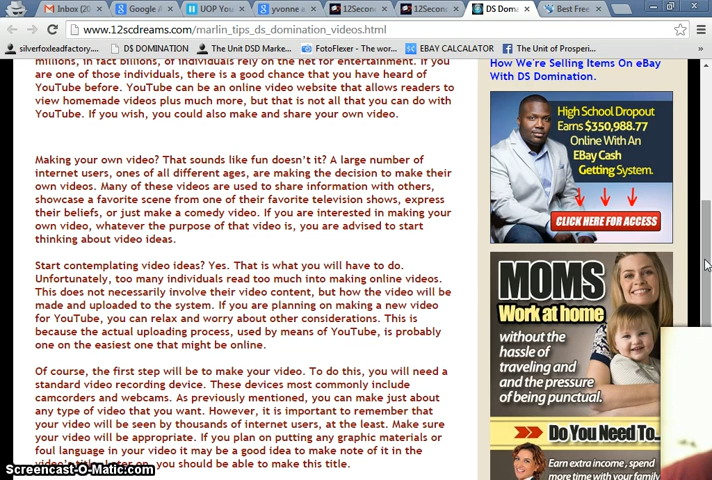 Inbox (20
Google A
UOP You
yvonne a
12Second
12Second
DS Doma
Best Free
www.12scdreams.com/marlin_tips_ds_domination_videos.html
silverfoxleadfactory....
D$ DOMINATION
The Unit DSD Marke...
FotoFlexer - The wor...
EBAY CALCALATOR
The Unit of Prosperi...
millions, in fact billions, of individuals rely on the net for entertainment. If you
are one of those individuals, there is a good chance that you have heard of
YouTube before. YouTube can be an online video website that allows readers to
view homemade videos plus much more, but that is not all that you can do with
YouTube. If you wish, you could also make and share your own video.
Making your own video? That sounds like fun doesn't it? A large number of
internet users, ones of all different ages, are making the decision to make their
own videos. Many of these videos are used to share information with others,
showcase a favorite scene from one of their favorite television shows, express
their beliefs, or just make a comedy video. If you are interested in making your
own video, whatever the purpose of that video is, you are advised to start
thinking about video ideas.
Start contemplating video ideas? Yes. That is what you will have to do.
Unfortunately, too many individuals read too much into making online videos.
This does not necessarily involve their video content, but how the video will be
made and uploaded to the system. If you are planning on making a new video
for YouTube, you can relax and worry about other considerations. This is
because the actual uploading process, used by means of YouTube, is probably
one on the easiest one that might be online.
Of course, the first step will be to make your video. To do this, you will need a
standard video recording device. These devices most commonly include
camcorders and webcams. As previously mentioned, you can make just about
any type of video that you want. However, it is important to remember that
your video will be seen by thousands of internet users, at the least. Make sure
your video will be appropriate. If you plan on putting any graphic materials or
foul language in your video it may be a good idea to make note of it in the
you should be able to make this title.
How We're Selling Items On eBay
With DS Domination.
High School Dropout
Earns $350,988.77
Online With An
EBay Cash
Getting System.
CLICK HERE FOR ACCESS
MOMS
Work at home
without the
hassle of
traveling and
and the pressure
of being punctual.
Do You Need To...
Earn extra income, spend
more time with your family
Screencast-O-Matic.com